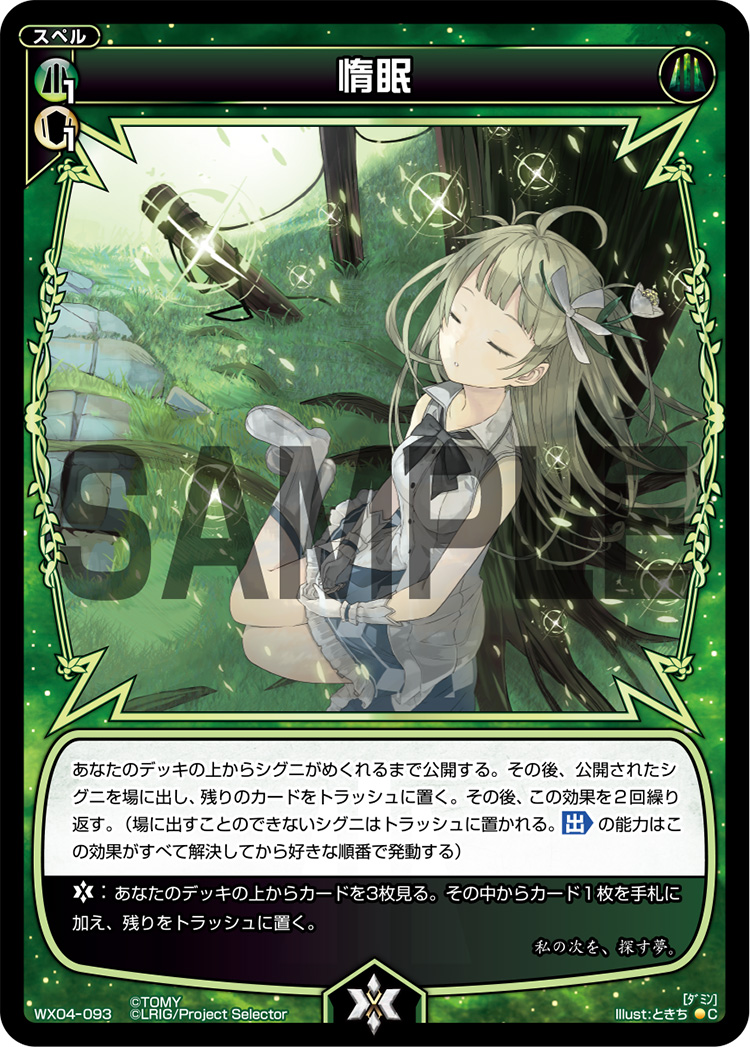 スペル
惰眠
1
1
SAMPLE
あなたのデッキの上からシグニがめくれるまで公開する。その後、公開されたシ
グニを場に出し、残りのカードをトラッシュに置く。その後、この効果を２回繰り
返す。（場に出すことのできないシグニはトラッシュに置かれる。出の能力はこ
の効果がすべて解決してから好きな順番で発動する）
：あなたのデッキの上からカードを3枚見る。その中からカード１枚を手札に
加え、残りをトラッシュに置く。
私の次を、探す夢。
WX04-093
©TOMY
©LRIG/Project Selector
[ﾀﾞﾐﾝ]
Illust:ときち C